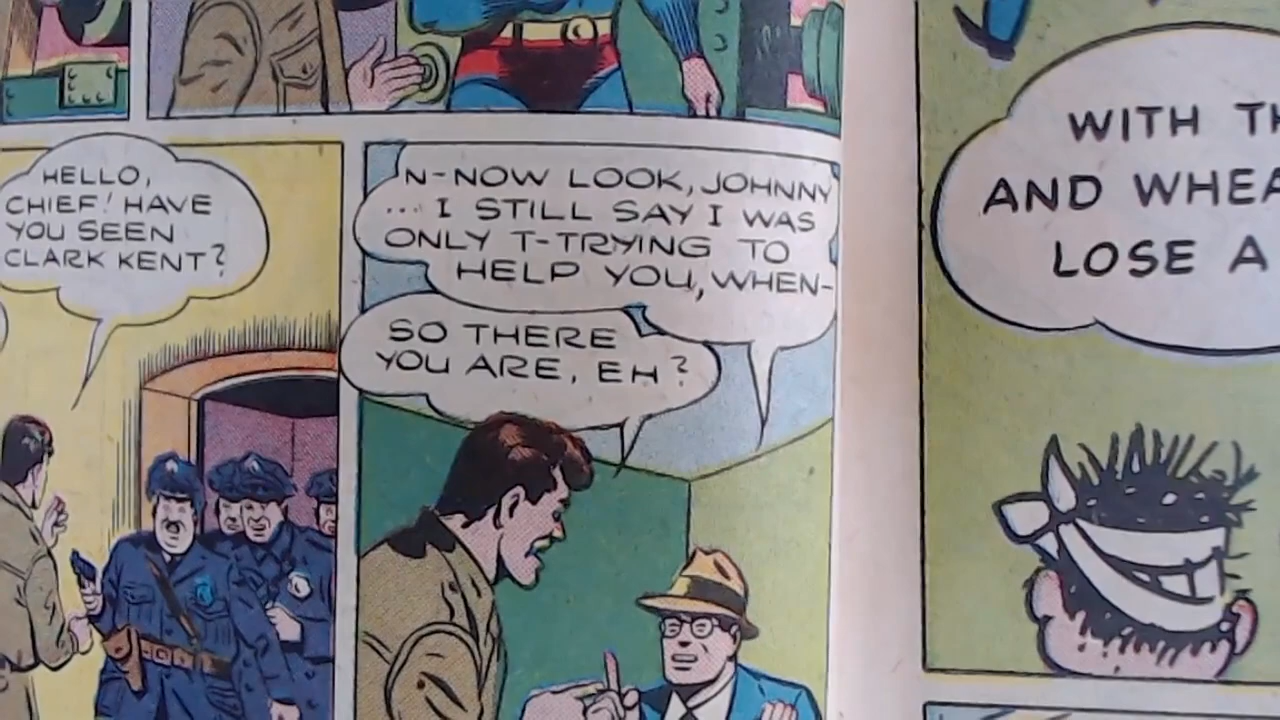 HELLO,
CHIEF! HAVE
YOU SEEN
CLARK KENT?
N-NOW LOOK, JOHNNY
... I STILL SAY I WAS
ONLY T-TRYING TO
HELP YOU, WHEN-
SO THERE
YOU ARE, EH?
WITH
AND
LOSE A